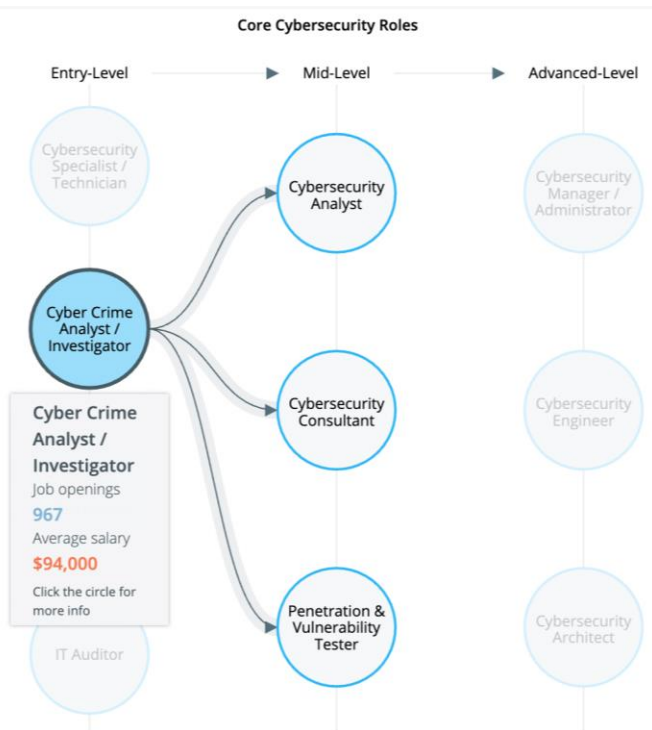 Core Cybersecurity Roles
Entry-Level
Mid-Level
Advanced-Level
Cybersecurity
Specialist /
Technician
Cybersecurity
Analyst
Cybersecurity
Manager /
Administrator
Cyber Crime
Analyst /
Investigator
Cyber Crime
Analyst /
Investigator
Job openings
967
Average salary
$94,000
Click the circle for
more info
Cybersecurity
Consultant
Cybersecurity
Engineer
IT Auditor
Penetration &
Vulnerability
Tester
Cybersecurity
Architect